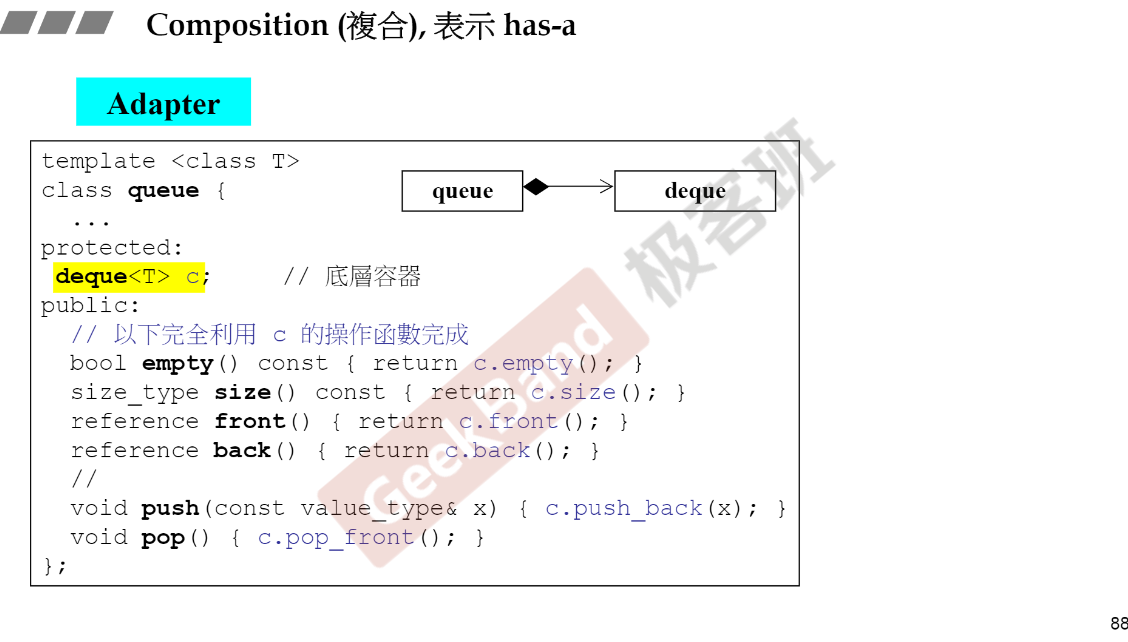 Composition (複合), 表示 has-a
Adapter
template <class T>
class queue {
...
protected:
deque<T> c; // 底層容器
public:
// 以下完全利用 c 的操作函數完成
bool empty() const { return c.empty(); }
size_type size() const { return c.size(); }
reference front() { return c.front(); }
reference back() { return c.back(); }
//
void push(const value_type& x) { c.push_back(x); }
void pop() { c.pop_front(); }
};
queue
deque
GeekBand
极客班
88